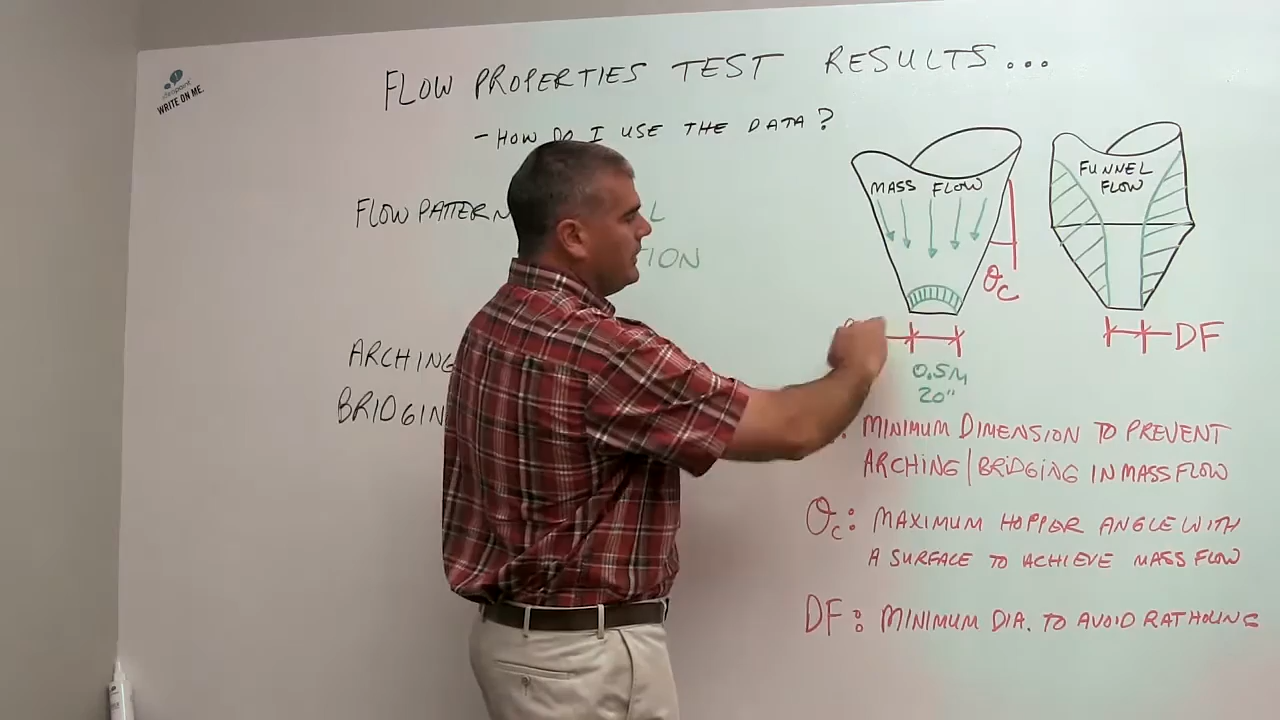 WRITE ON ME.
FLOW PROPERTIES TEST RESULTS...
- HOW DO I USE THE DATA?
FLOW PATTERN
ARCHING
MASS FLOW
θc
FUNNEL
FLOW
DF
0.5M
20"
MINIMUM DIMENSION TO PREVENT
ARCHING/BRIDGING IN MASS FLOW
θc: MAXIMUM HOPPER ANGLE WITH
A SURFACE TO ACHIEVE MASS FLOW
DF: MINIMUM DIA. TO AVOID RATHOLING